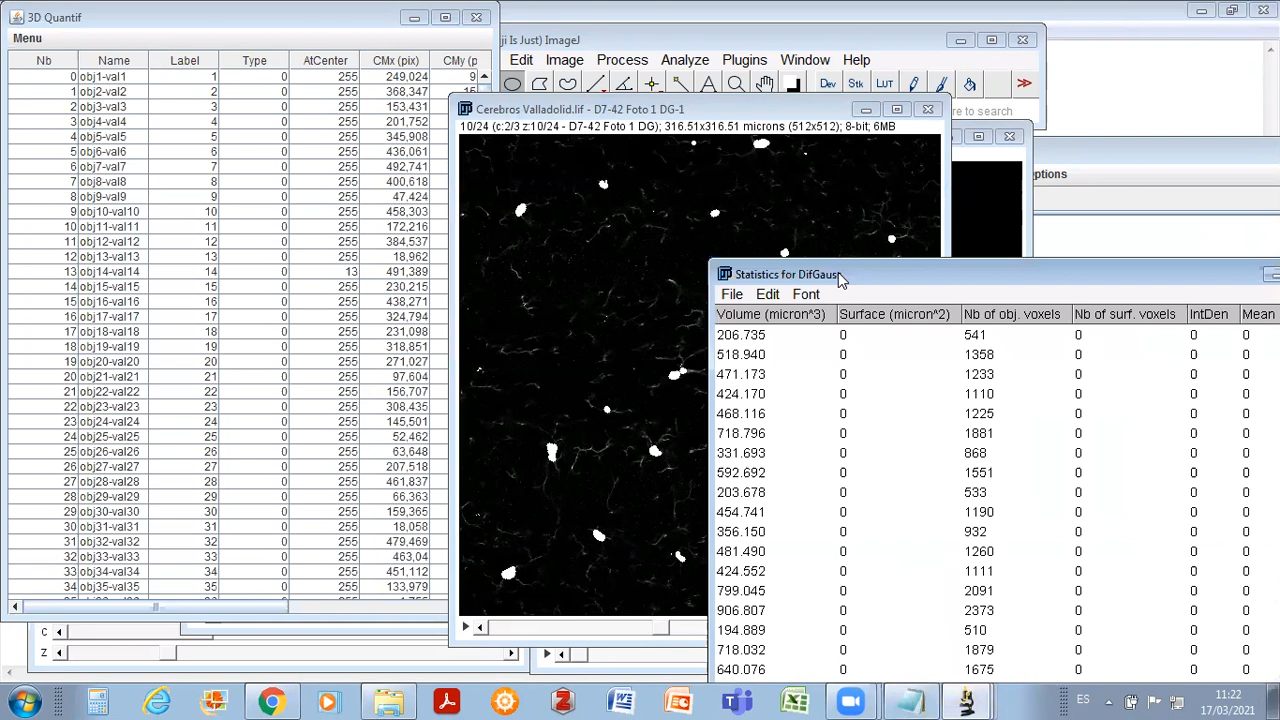 3D Quantif
Menu
Nb Name Label Type AtCenter CMx (pix) CMy (p
0 obj1-val1 1 0 255 249,024 9
1 obj2-val2 2 0 255 368,347 15
2 obj3-val3 3 0 255 153,431
3 obj4-val4 4 0 255 201,752
4 obj5-val5 5 0 255 345,908
5 obj6-val6 6 0 255 436,061
6 obj7-val7 7 0 255 492,741
7 obj8-val8 8 0 255 400,618
8 obj9-val9 9 0 255 47,424
9 obj10-val10 10 0 255 458,303
10 obj11-val11 11 0 255 172,216
11 obj12-val12 12 0 255 384,537
12 obj13-val13 13 0 255 18,962
13 obj14-val14 14 0 13 491,389
14 obj15-val15 15 0 255 230,215
15 obj16-val16 16 0 255 438,271
16 obj17-val17 17 0 255 324,794
17 obj18-val18 18 0 255 231,098
18 obj19-val19 19 0 255 318,851
19 obj20-val20 20 0 255 271,027
20 obj21-val21 21 0 255 97,604
21 obj22-val22 22 0 255 156,707
22 obj23-val23 23 0 255 308,435
23 obj24-val24 24 0 255 145,501
24 obj25-val25 25 0 255 52,462
25 obj26-val26 26 0 255 63,648
26 obj27-val27 27 0 255 207,518
27 obj28-val28 28 0 255 461,837
28 obj29-val29 29 0 255 66,363
29 obj30-val30 30 0 255 159,365
30 obj31-val31 31 0 255 18,058
31 obj32-val32 32 0 255 479,469
32 obj33-val33 33 0 255 463,04
33 obj34-val34 34 0 255 451,112
34 obj35-val35 35 0 255 133,979
c
z
ji Is Just) ImageJ
Edit Image Process Analyze Plugins Window Help
Dev Stk LUT
here to search
ptions
Cerebros Valladolid.lif - D7-42 Foto 1 DG-1
10/24 (c:2/3 z:10/24 - D7-42 Foto 1 DG); 316.51x316.51 microns (512x512); 8-bit; 6MB
Statistics for DifGauss
File Edit Font
Volume (micron^3) Surface (micron^2) Nb of obj. voxels Nb of surf. voxels IntDen Mean
206.735 0 541 0 0 0
518.940 0 1358 0 0 0
471.173 0 1233 0 0 0
424.170 0 1110 0 0 0
468.116 0 1225 0 0 0
718.796 0 1881 0 0 0
331.693 0 868 0 0 0
592.692 0 1551 0 0 0
203.678 0 533 0 0 0
454.741 0 1190 0 0 0
356.150 0 932 0 0 0
481.490 0 1260 0 0 0
424.552 0 1111 0 0 0
799.045 0 2091 0 0 0
906.807 0 2373 0 0 0
194.889 0 510 0 0 0
718.032 0 1879 0 0 0
640.076 0 1675 0 0 0
ES
11:22
17/03/2021